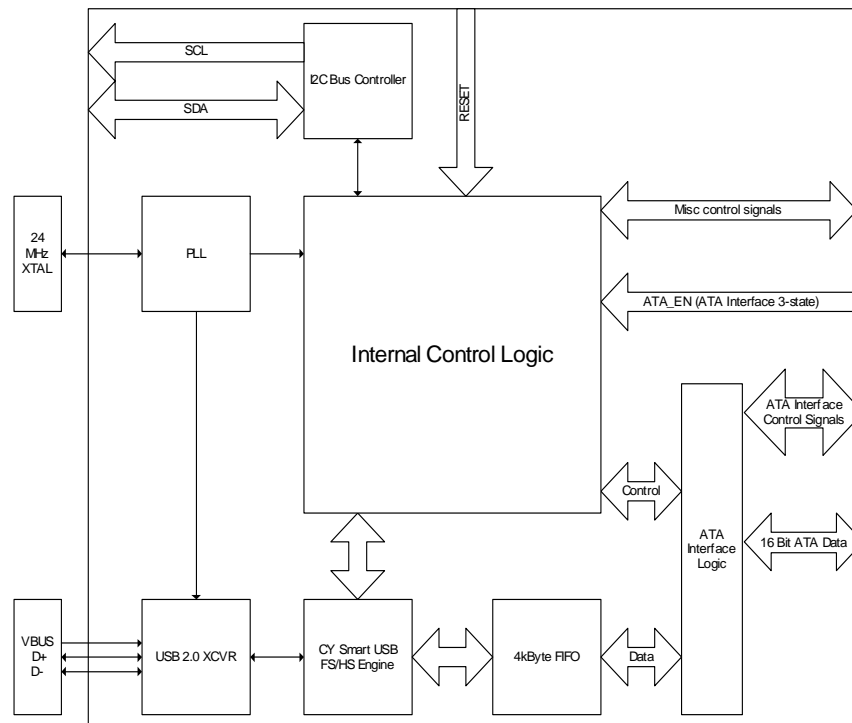 SCL
I2C Bus Controller
SDA
RESET
24
MHz
XTAL
PLL
Misc control signals
ATA_EN (ATA Interface 3-state)
Internal Control Logic
ATA Interface
Control Signals
Control
ATA
Interface
Logic
16 Bit ATA Data
VBUS
D+
D-
USB 2.0 XCVR
CY Smart USB
FS/HS Engine
4kByte FIFO
Data